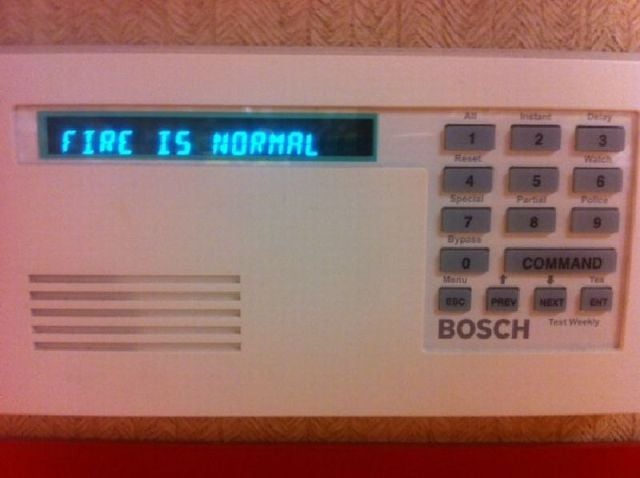 FIRE IS NORMAL
All Instant Delay
1 2 3
Reset Watch
4 5 6
Special Partial Police
7 8 9
Bypass
0 COMMAND
Menu Yes
ESC PREV NEXT ENT
BOSCH Test Weekly